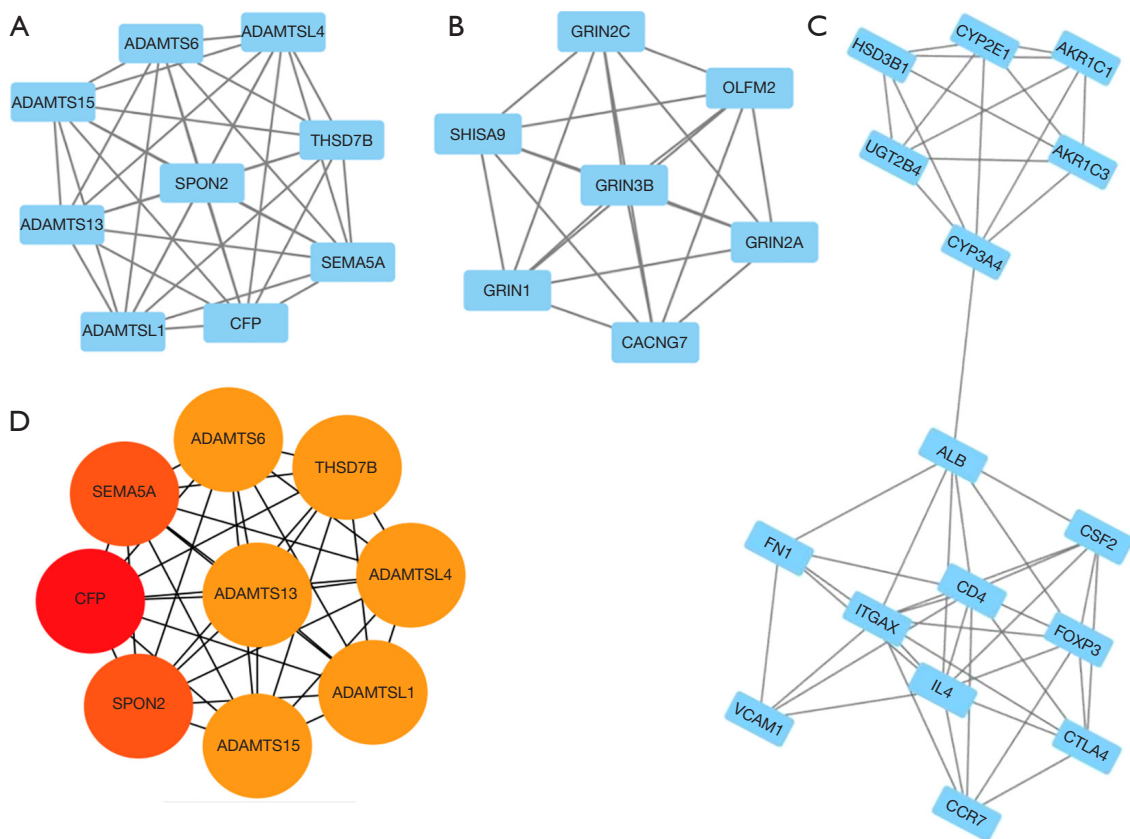 A
ADAMTS6
ADAMTSL4
ADAMTS15
THSD7B
SPON2
ADAMTS13
SEMA5A
ADAMTSL1
CFP
B
GRIN2C
OLFM2
SHISA9
GRIN3B
GRIN2A
GRIN1
CACNG7
C
HSD3B1
CYP2E1
AKR1C1
UGT2B4
AKR1C3
CYP3A4
ALB
FN1
CSF2
CD4
ITGAX
FOXP3
IL4
VCAM1
CTLA4
CCR7
D
ADAMTS6
THSD7B
SEMA5A
ADAMTSL4
ADAMTS13
CFP
ADAMTSL1
SPON2
ADAMTS15